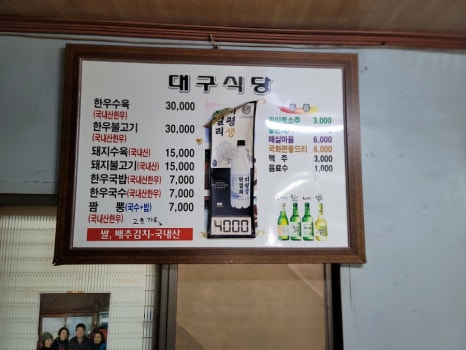 대구식당
한우수육 30,000
(국내산한우)
한우불고기 30,000
(국내산한우)
돼지수육(국내산) 15,000
돼지불고기(국내산) 15,000
한우국밥(국내산한우) 7,000
한우국수(국내산한우) 7,000
짬 뽕(국수+밥) 7,000
(국내산한우)
쌀, 배추김치-국내산
지평생
4000
3,000
매실마을 6,000
국화면좋으리 6,000
맥 주 3,000
음료수 1,000